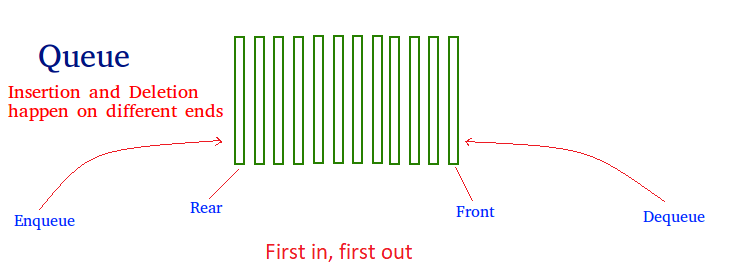 Queue
Insertion and Deletion
happen on different ends
Enqueue
Rear
Front
Dequeue
First in, first out